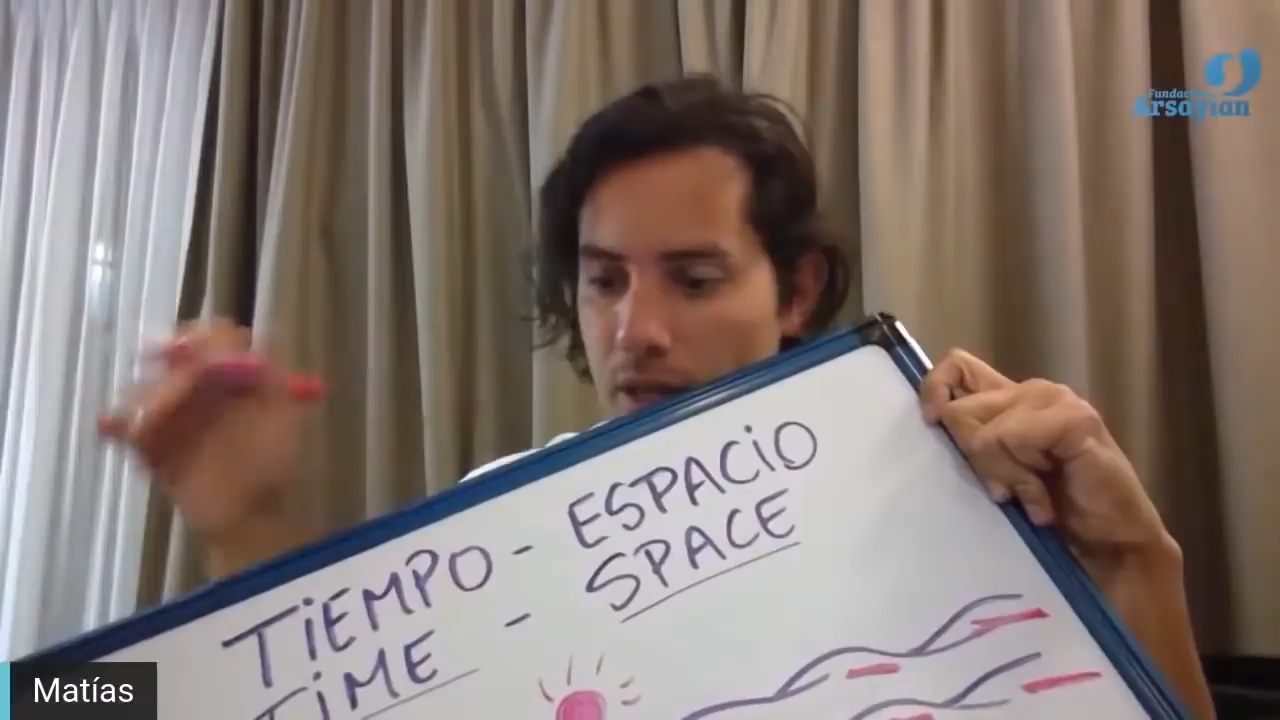 Fundación
Arsayian
TiEMPO - ESPACiO
TiME - SPACE
Matías